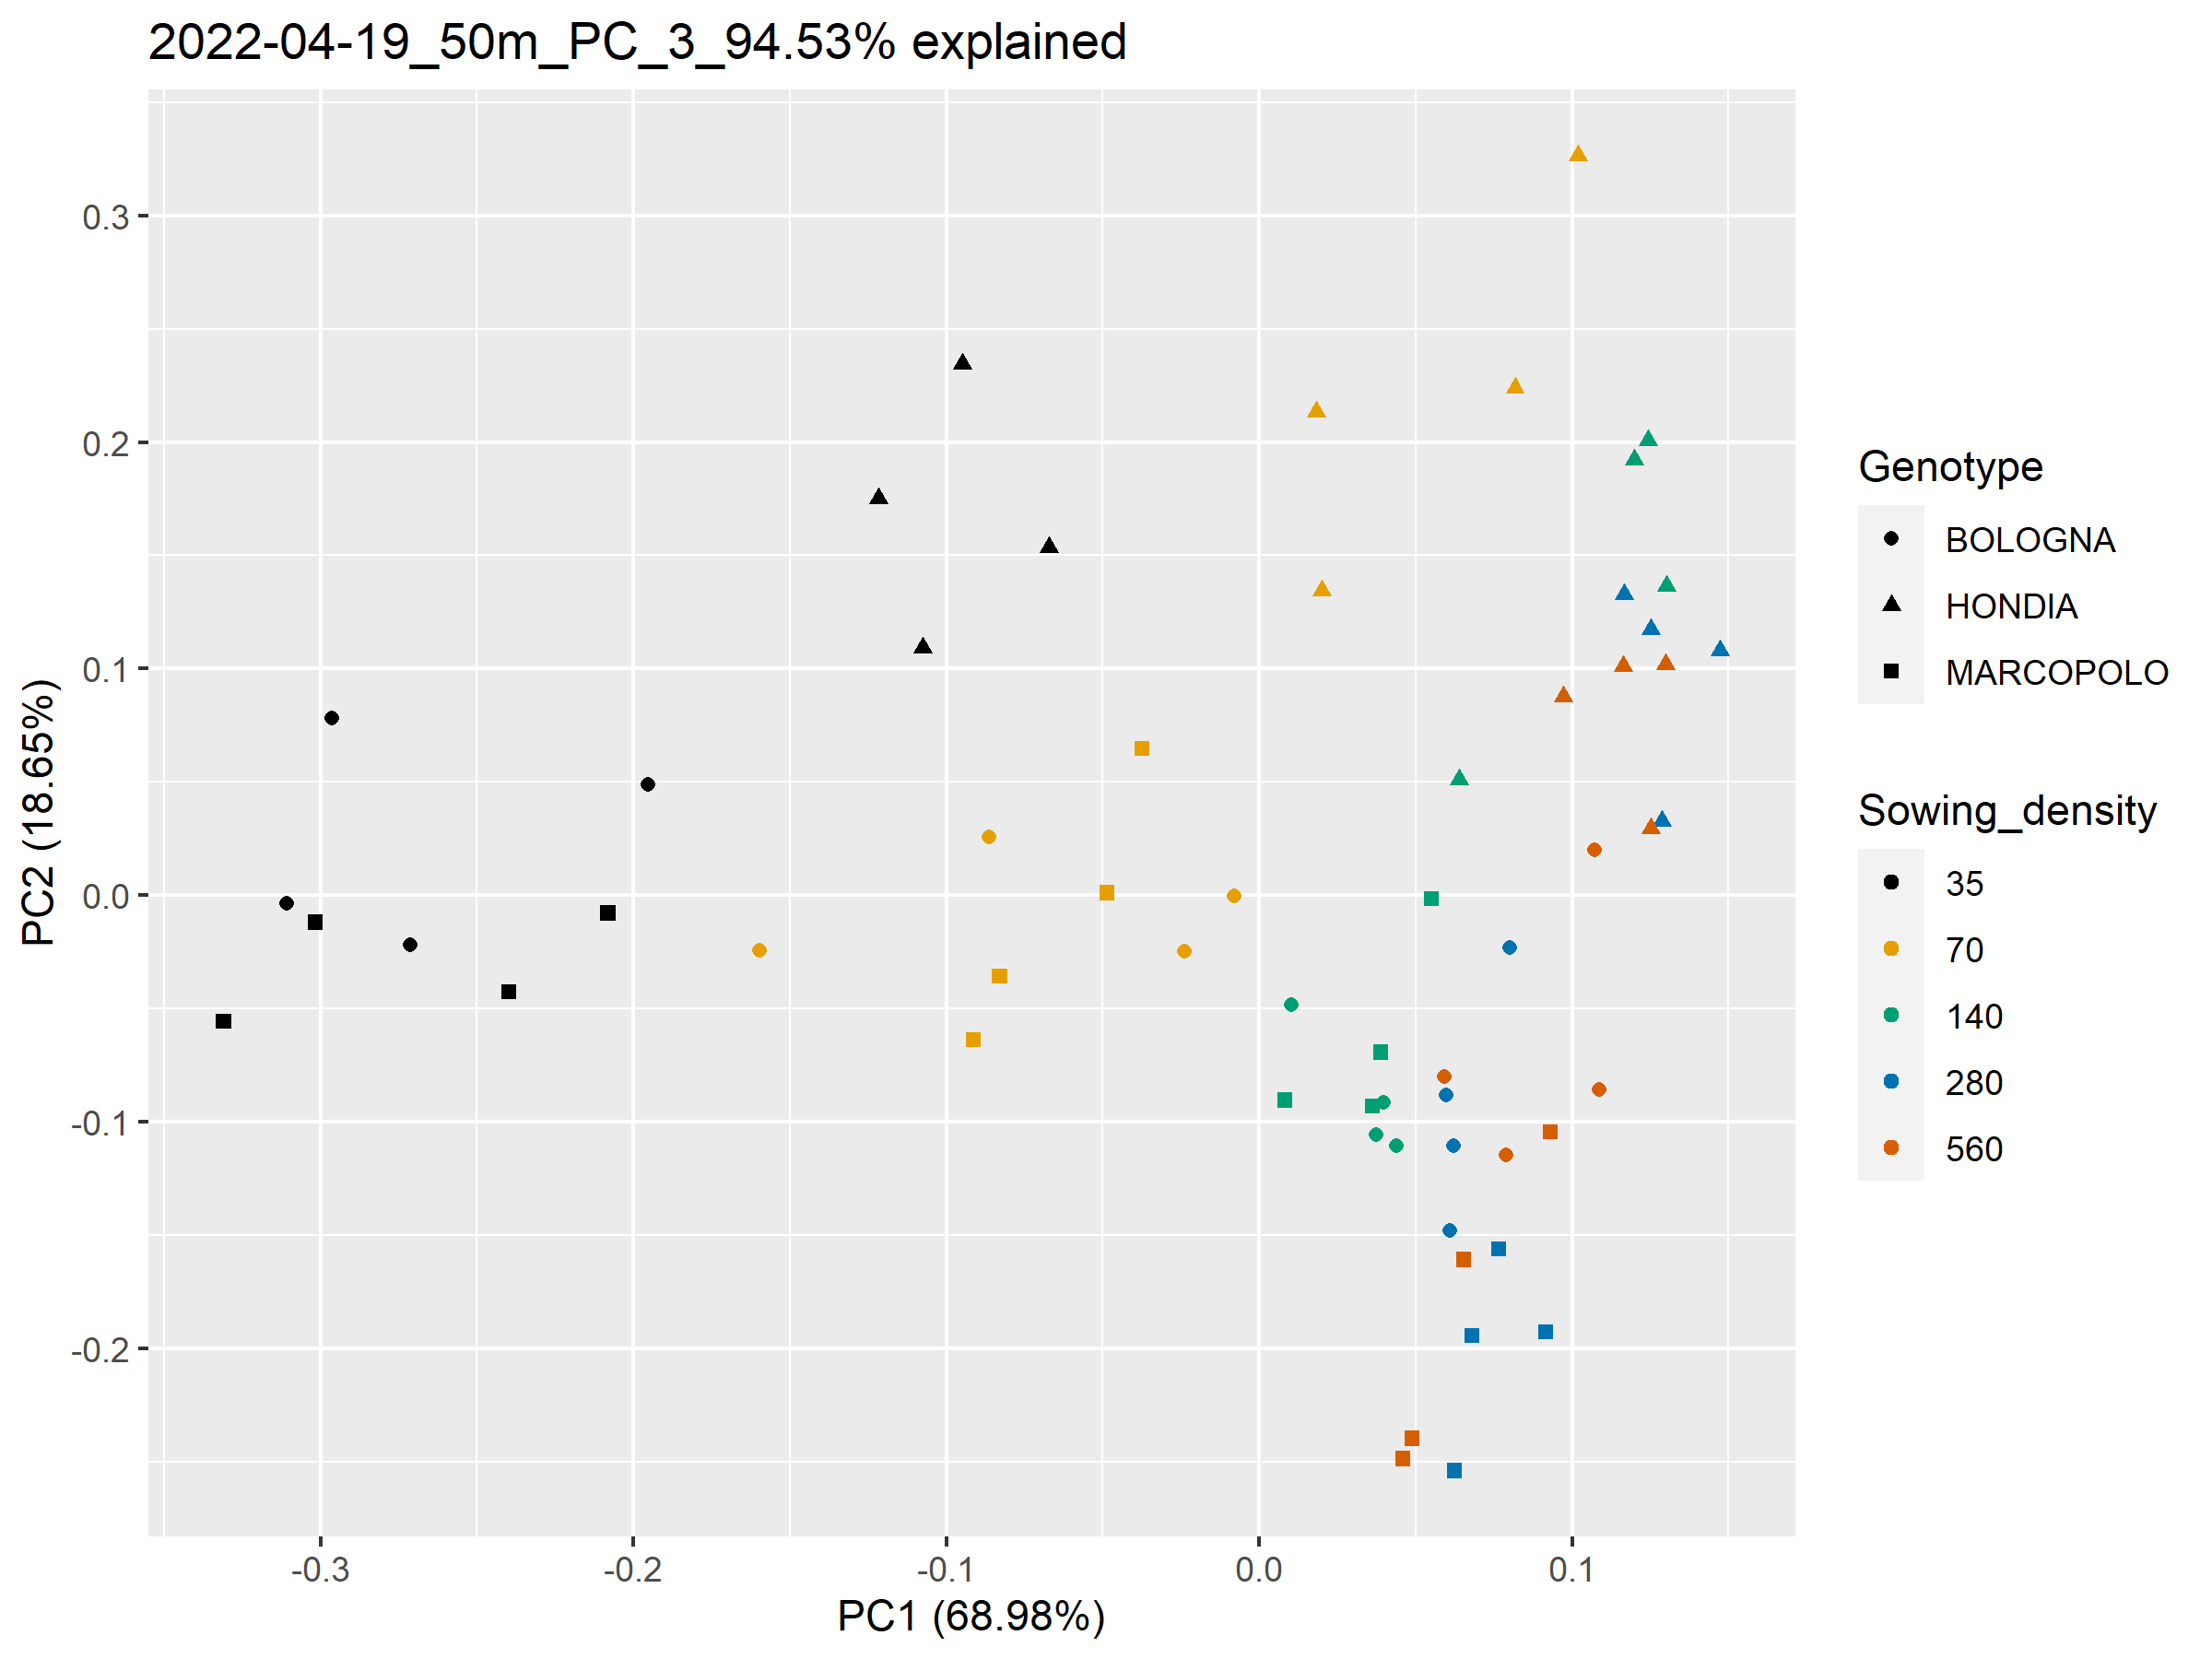 2022-04-19_50m_PC_3_94.53% explained
PC2 (18.65%)
0.3
0.2
0.1
0.0
-0.1
-0.2
-0.3
-0.2
-0.1
0.0
0.1
PC1 (68.98%)
Genotype
BOLOGNA
HONDIA
MARCOPOLO
Sowing_density
35
70
140
280
560